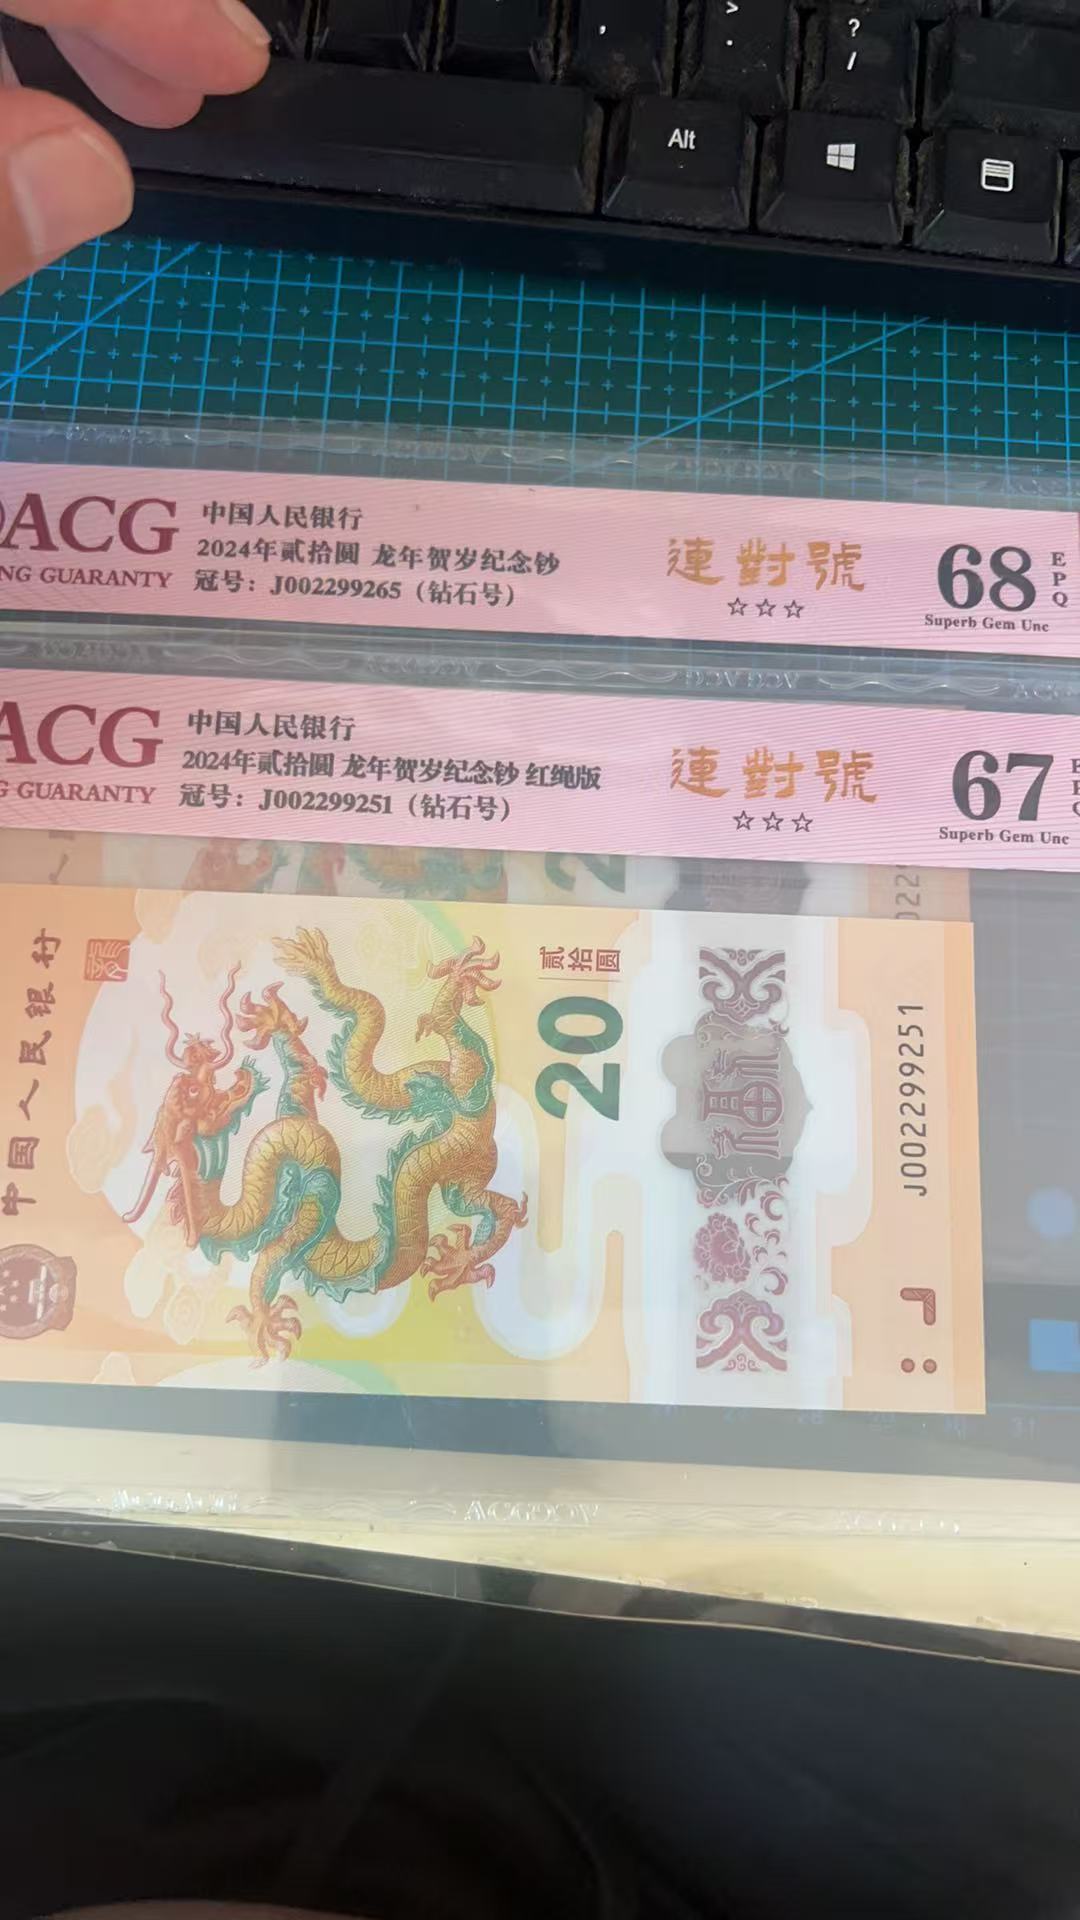 ,
>
.
?
/
Alt
ACG
NG GUARANTY
中国人民银行
2024年贰拾圆 龙年贺岁纪念钞
冠号：J002299265（钻石号）
連對號
☆☆☆
68
EPQ
Superb Gem Unc
ACG
G GUARANTY
中国人民银行
2024年贰拾圆 龙年贺岁纪念钞 红绳版
冠号：J002299251（钻石号）
連對號
☆☆☆
67
Superb Gem Unc
中国人民银行
贰拾圆
20
J002299251